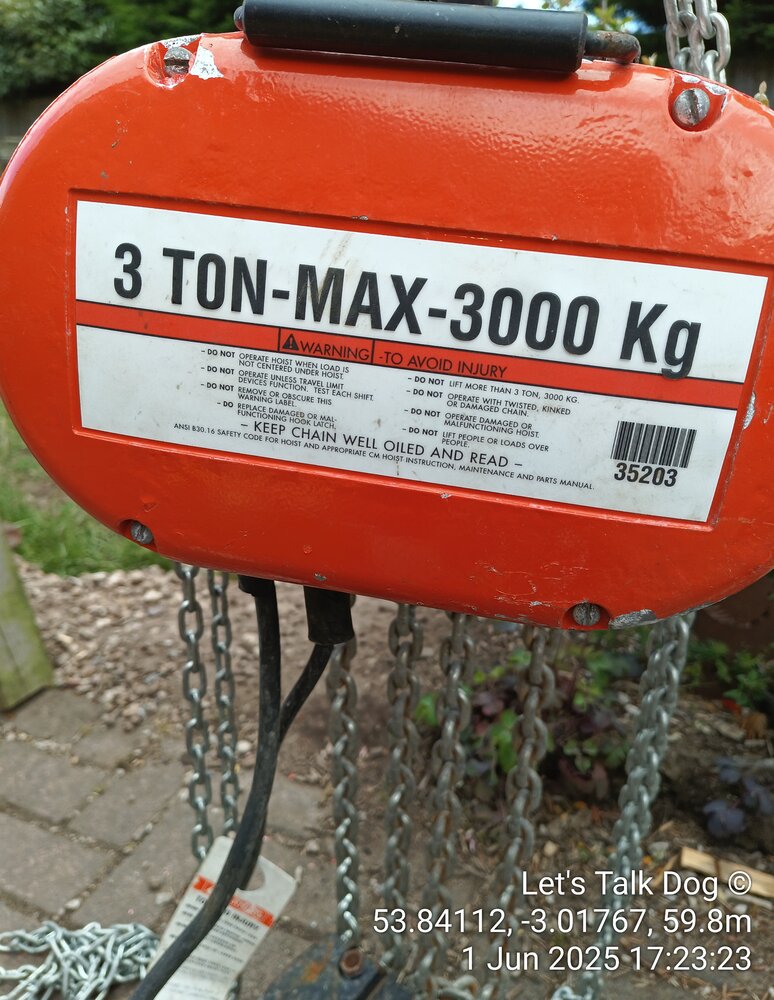 3 TON-MAX-3000 Kg
WARNING -TO AVOID INJURY
- DO NOT OPERATE HOIST WHEN LOAD IS
NOT CENTERED UNDER HOIST.
- DO NOT OPERATE UNLESS TRAVEL LIMIT
DEVICES FUNCTION. TEST EACH SHIFT.
- DO NOT REMOVE OR OBSCURE THIS
WARNING LABEL.
- DO REPLACE DAMAGED OR MAL-
FUNCTIONING HOOK LATCH.
- DO NOT LIFT MORE THAN 3 TON, 3000 KG.
- DO NOT OPERATE WITH TWISTED, KINKED
OR DAMAGED CHAIN.
- DO NOT OPERATE DAMAGED OR
MALFUNCTIONING HOIST.
- DO NOT LIFT PEOPLE OR LOADS OVER
PEOPLE.
- KEEP CHAIN WELL OILED AND READ -
ANSI B30.16 SAFETY CODE FOR HOIST AND APPROPRIATE CM HOIST INSTRUCTION, MAINTENANCE AND PARTS MANUAL.
35203
Let's Talk Dog ©
53.84112, -3.01767, 59.8m
1 Jun 2025 17:23:23